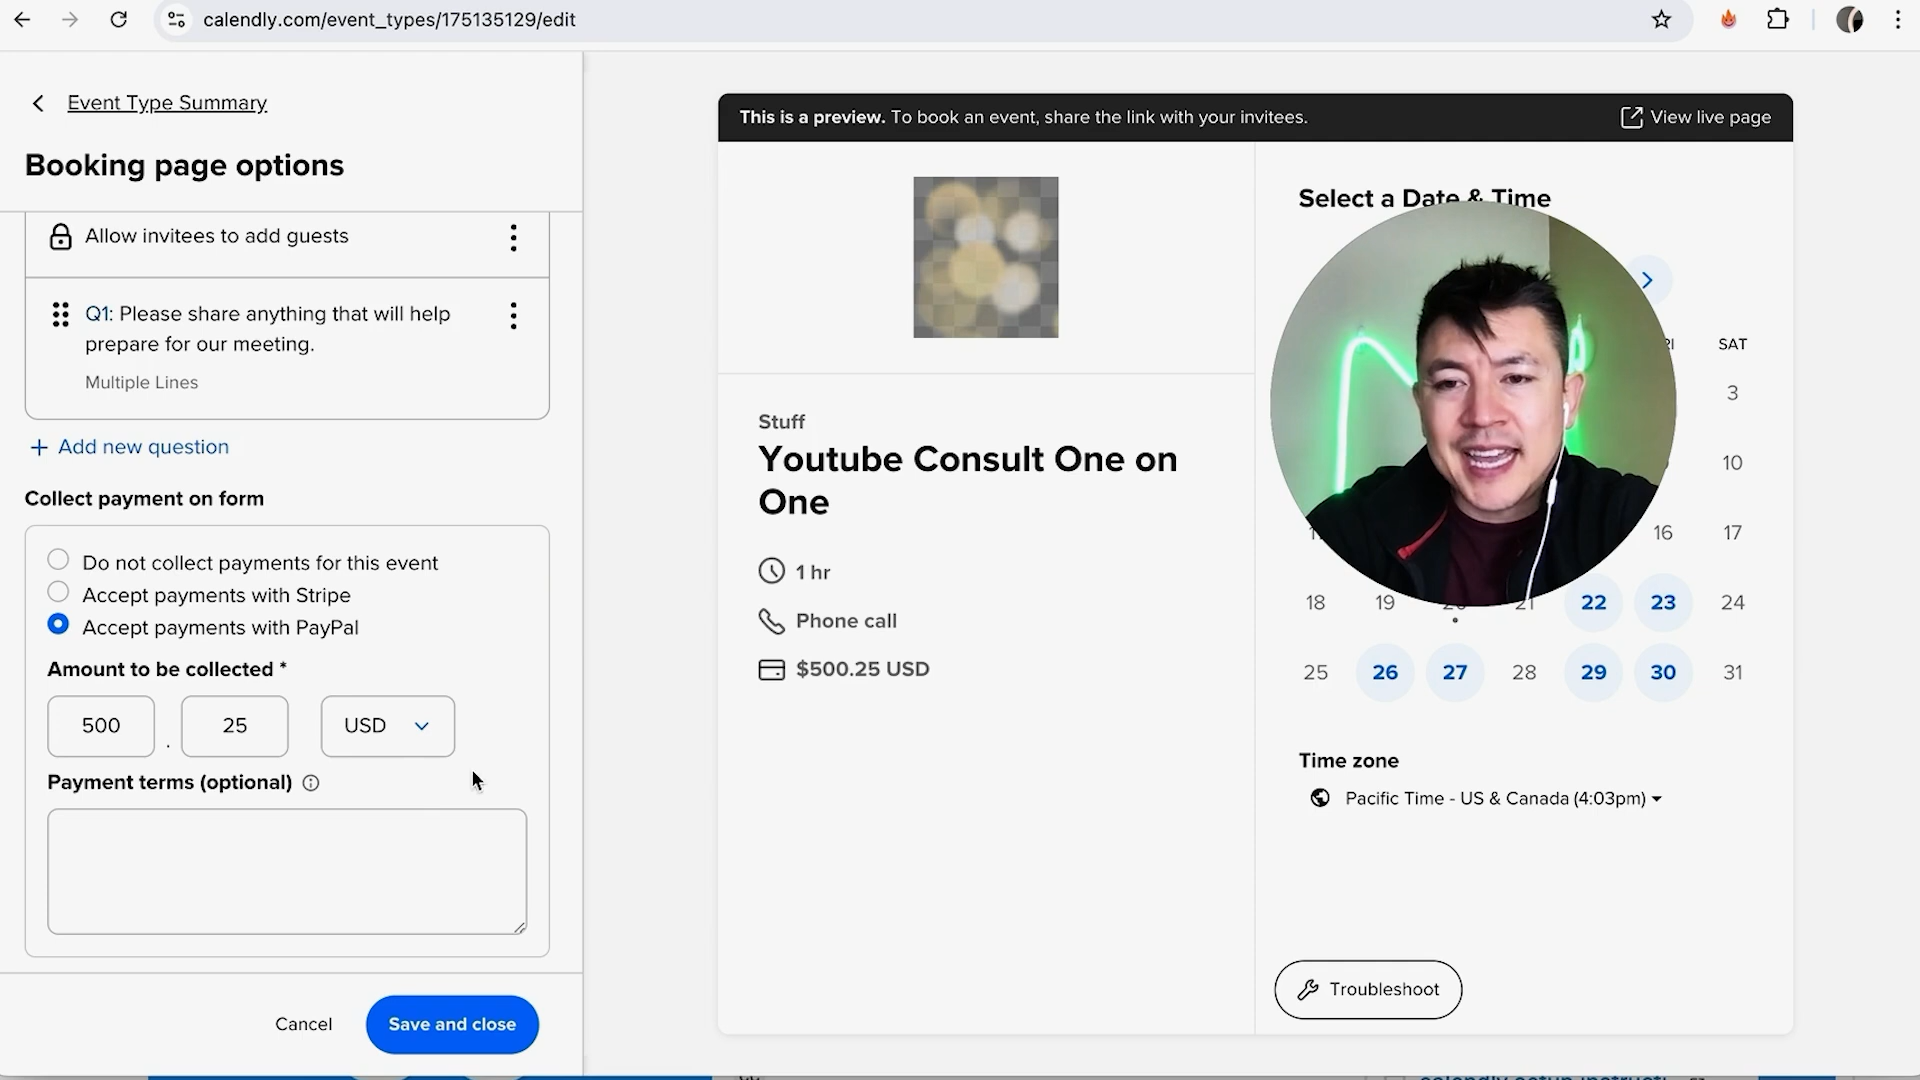 calendly.com/event_types/175135129/edit
Event Type Summary
Booking page options
Allow invitees to add guests
Q1: Please share anything that will help
prepare for our meeting.
Multiple Lines
+ Add new question
Collect payment on form
Do not collect payments for this event
Accept payments with Stripe
Accept payments with PayPal
Amount to be collected *
500 . 25 USD
Payment terms (optional)
Cancel
Save and close
This is a preview. To book an event, share the link with your invitees.
View live page
Stuff
Youtube Consult One on
One
1 hr
Phone call
$500.25 USD
Select a Date & Time
SAT
3
10
16 17
18 19 21 22 23 24
25 26 27 28 29 30 31
Time zone
Pacific Time - US & Canada (4:03pm)
Troubleshoot